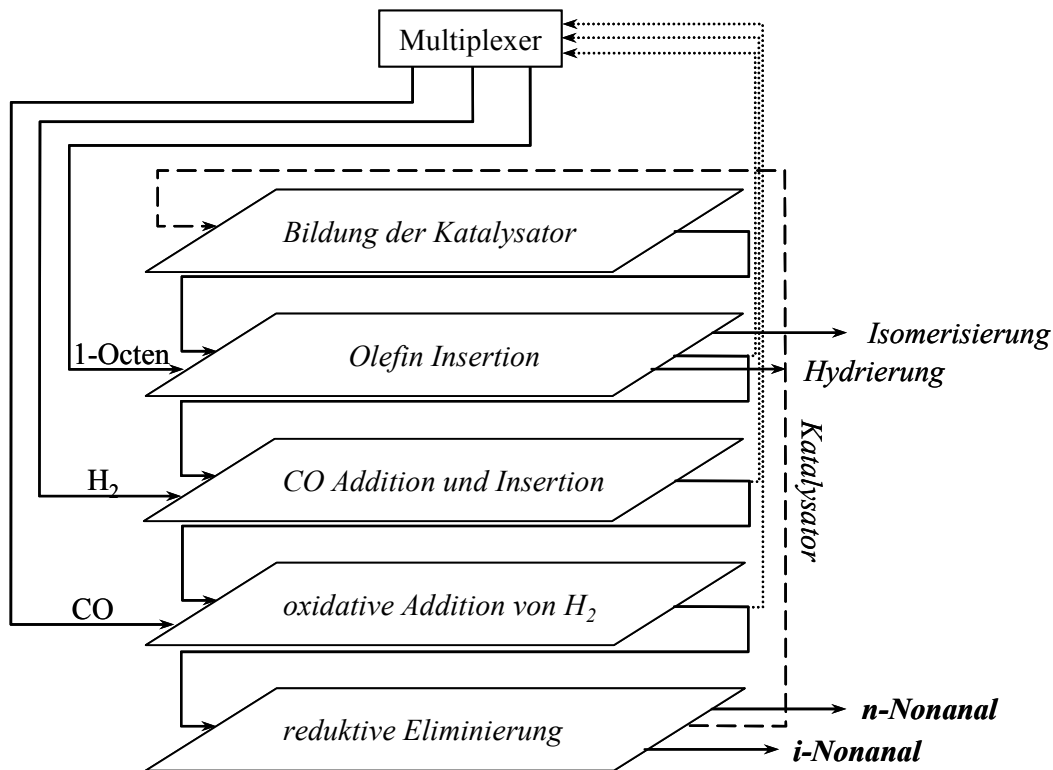 Multiplexer
Bildung der Katalysator
1-Octen
Olefin Insertion
Isomerisierung
Hydrierung
H₂
CO Addition und Insertion
Katalysator
CO
oxidative Addition von H₂
reduktive Eliminierung
n-Nonanal
i-Nonanal